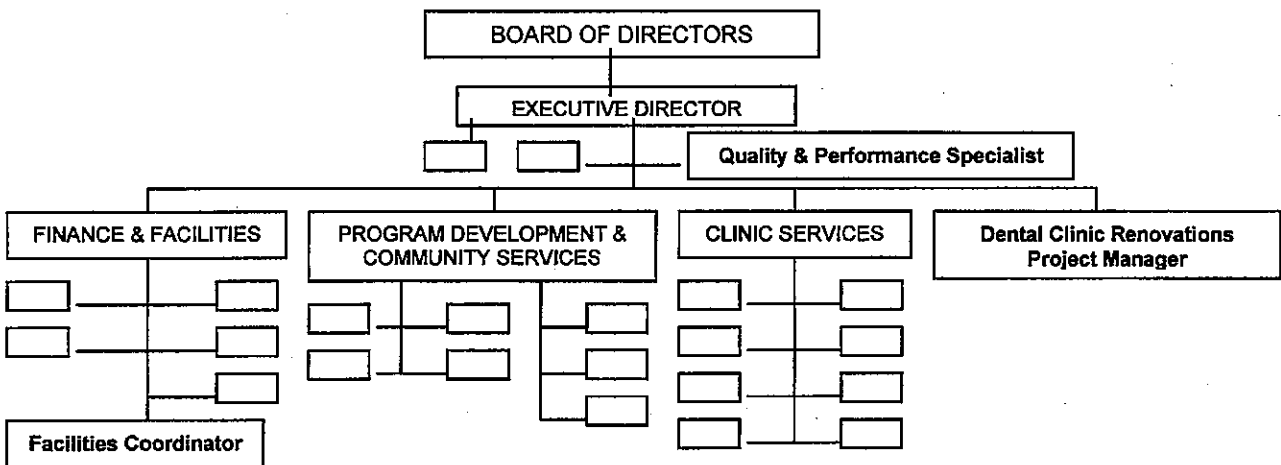 BOARD OF DIRECTORS
EXECUTIVE DIRECTOR
Quality & Performance Specialist
FINANCE & FACILITIES
PROGRAM DEVELOPMENT &
COMMUNITY SERVICES
CLINIC SERVICES
Dental Clinic Renovations
Project Manager
Facilities Coordinator